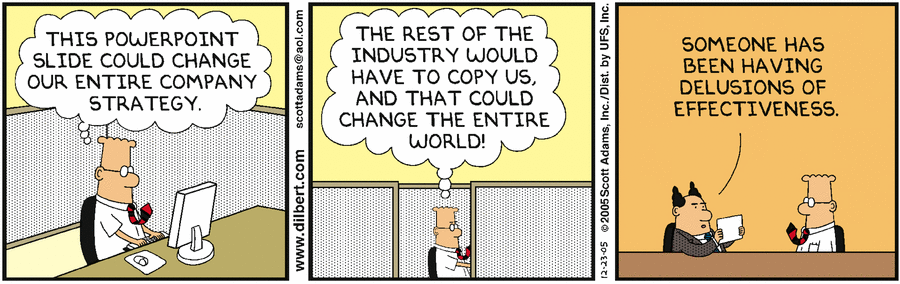 THIS POWERPOINT
SLIDE COULD CHANGE
OUR ENTIRE COMPANY
STRATEGY.
scottadams@aol.com
www.dilbert.com
THE REST OF THE
INDUSTRY WOULD
HAVE TO COPY US,
AND THAT COULD
CHANGE THE ENTIRE
WORLD!
12-23-05 © 2005 Scott Adams, Inc./Dist. by UFS, Inc.
SOMEONE HAS
BEEN HAVING
DELUSIONS OF
EFFECTIVENESS.